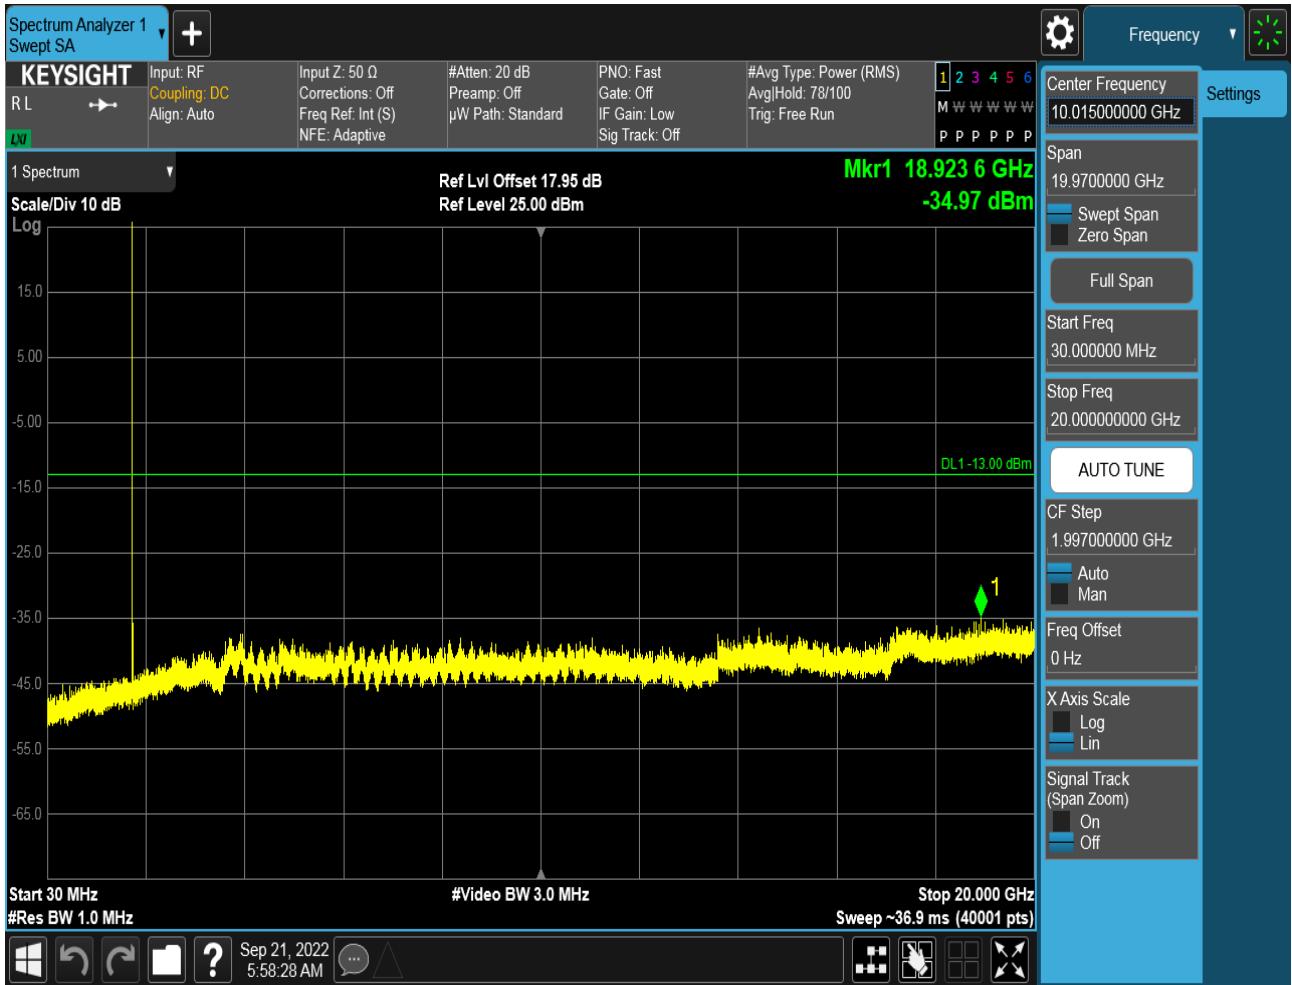 Spectrum Analyzer 1
Swept SA
Frequency
KEYSIGHT
R L
LXI
Input: RF
Coupling: DC
Align: Auto
Input Z: 50 Ω
Corrections: Off
Freq Ref: Int (S)
NFE: Adaptive
#Atten: 20 dB
Preamp: Off
µW Path: Standard
PNO: Fast
Gate: Off
IF Gain: Low
Sig Track: Off
#Avg Type: Power (RMS)
Avg|Hold: 78/100
Trig: Free Run
1 2 3 4 5 6
M W W W W W
P P P P P P
1 Spectrum
Scale/Div 10 dB
Log
Ref Lvl Offset 17.95 dB
Ref Level 25.00 dBm
Mkr1 18.923 6 GHz
-34.97 dBm
15.0
5.00
-5.00
-15.0
-25.0
-35.0
-45.0
-55.0
-65.0
DL1 -13.00 dBm
1
Start 30 MHz
#Res BW 1.0 MHz
#Video BW 3.0 MHz
Stop 20.000 GHz
Sweep ~36.9 ms (40001 pts)
Center Frequency
10.015000000 GHz
Settings
Span
19.9700000 GHz
Swept Span
Zero Span
Full Span
Start Freq
30.000000 MHz
Stop Freq
20.000000000 GHz
AUTO TUNE
CF Step
1.997000000 GHz
Auto
Man
Freq Offset
0 Hz
X Axis Scale
Log
Lin
Signal Track
(Span Zoom)
On
Off
?
Sep 21, 2022
5:58:28 AM